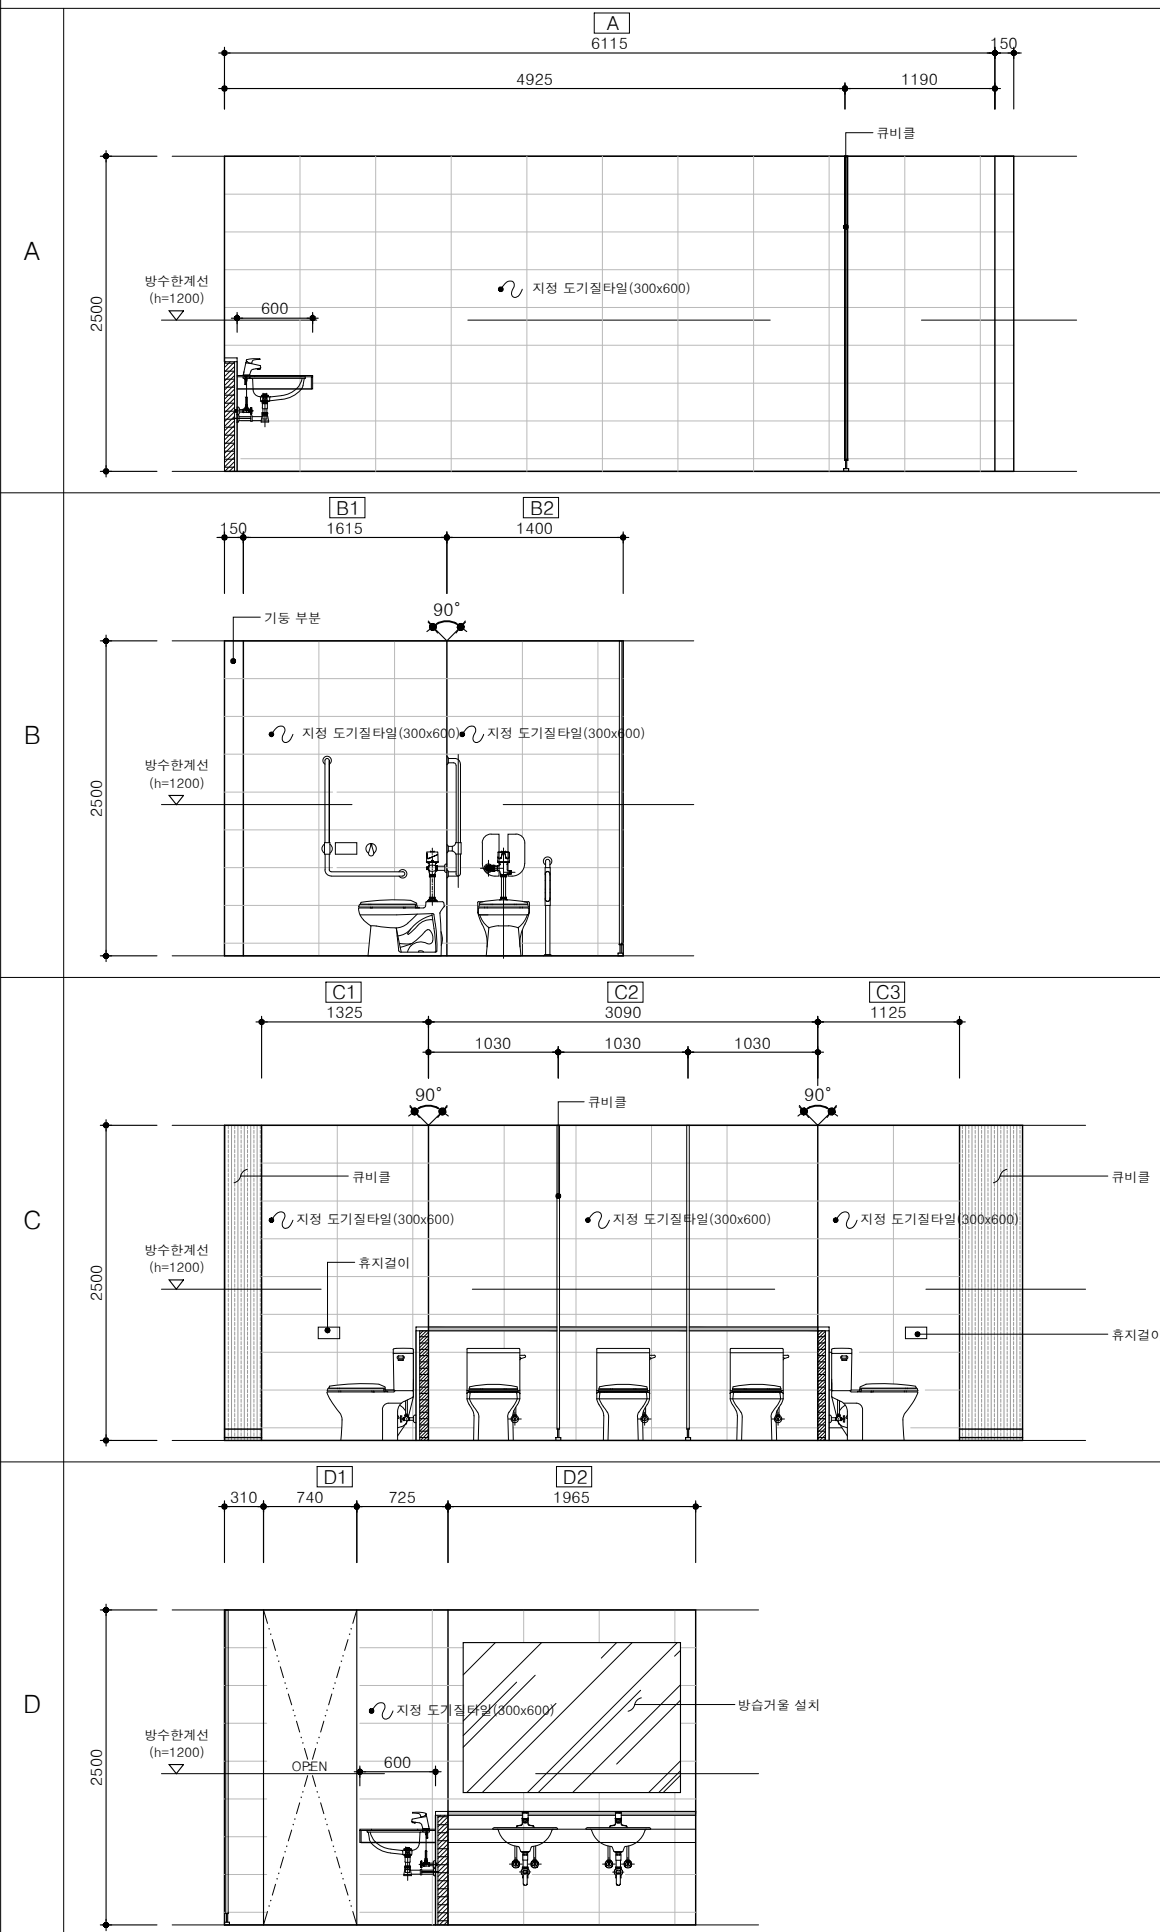 A
6115
150
4925
1190
큐비클
A
방수한계선
(h=1200)
600
지정 도기질타일(300x600)
2500
B1
B2
150
1615
1400
90°
기둥 부분
B
지정 도기질타일(300x600)
지정 도기질타일(300x600)
방수한계선
(h=1200)
2500
C1
C2
C3
1325
3090
1125
1030
1030
1030
90°
90°
큐비클
큐비클
큐비클
C
지정 도기질타일(300x600)
지정 도기질타일(300x600)
지정 도기질타일(300x600)
방수한계선
(h=1200)
휴지걸이
2500
휴지걸이
D1
D2
310
740
725
1965
D
지정 도기질타일(300x600)
방습거울 설치
방수한계선
(h=1200)
OPEN
600
2500